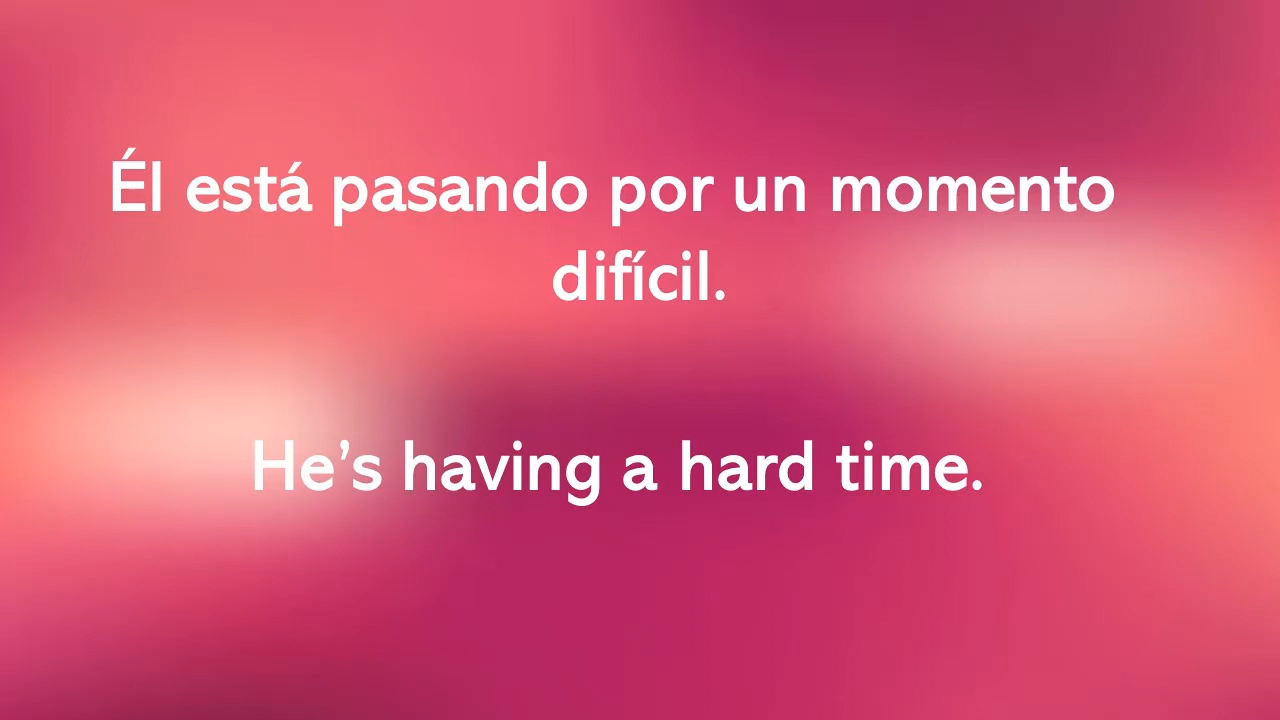 Él está pasando por un momento
difícil.
He’s having a hard time.